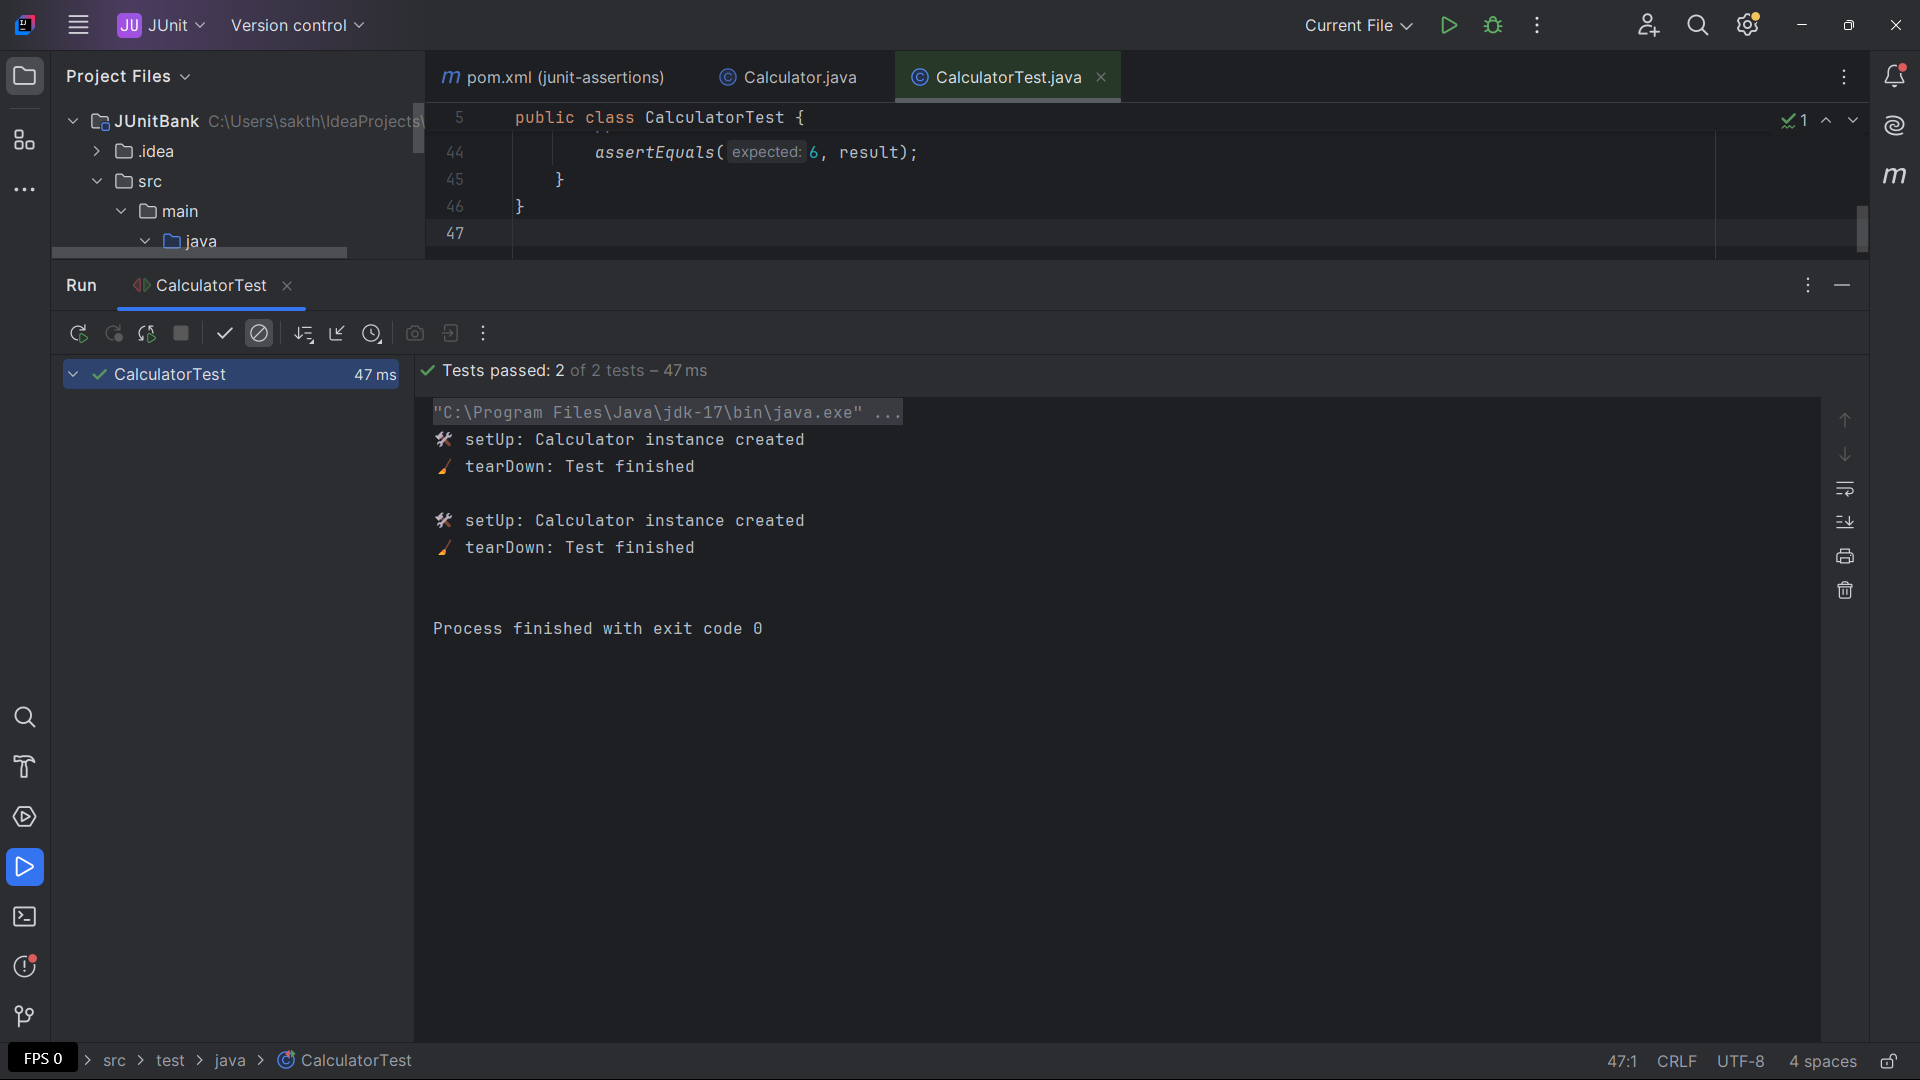 JU JUnit Version control Current File
Project Files
pom.xml (junit-assertions) Calculator.java CalculatorTest.java
JUnitBank C:\Users\sakth\IdeaProjects\
.idea
src
main
java
5 public class CalculatorTest { 1
44 assertEquals( expected: 6, result);
45 }
46 }
47
Run CalculatorTest
CalculatorTest 47 ms
Tests passed: 2 of 2 tests – 47 ms
"C:\Program Files\Java\jdk-17\bin\java.exe" ...
setUp: Calculator instance created
tearDown: Test finished
setUp: Calculator instance created
tearDown: Test finished
Process finished with exit code 0
FPS 0 > src > test > java > CalculatorTest
47:1 CRLF UTF-8 4 spaces